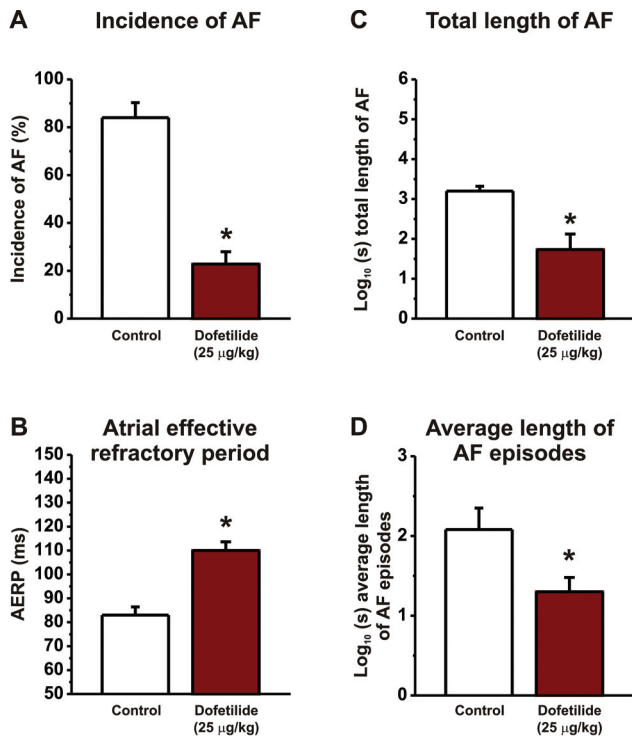 A Incidence of AF
Incidence of AF (%)
100
80
60
40
20
0
Control
Dofetilide
(25 μg/kg)
*
C Total length of AF
Log₁₀ (s) total length of AF
6
5
4
3
2
1
0
Control
Dofetilide
(25 μg/kg)
*
B Atrial effective
refractory period
AERP (ms)
150
140
130
120
110
100
90
80
70
60
50
Control
Dofetilide
(25 μg/kg)
*
D Average length of
AF episodes
Log₁₀ (s) average length
of AF episodes
3
2
1
0
Control
Dofetilide
(25 μg/kg)
*